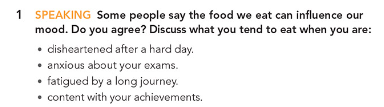 1 SPEAKING Some people say the food we eat can influence our
mood. Do you agree? Discuss what you tend to eat when you are:
• disheartened after a hard day.
• anxious about your exams.
• fatigued by a long journey.
• content with your achievements.